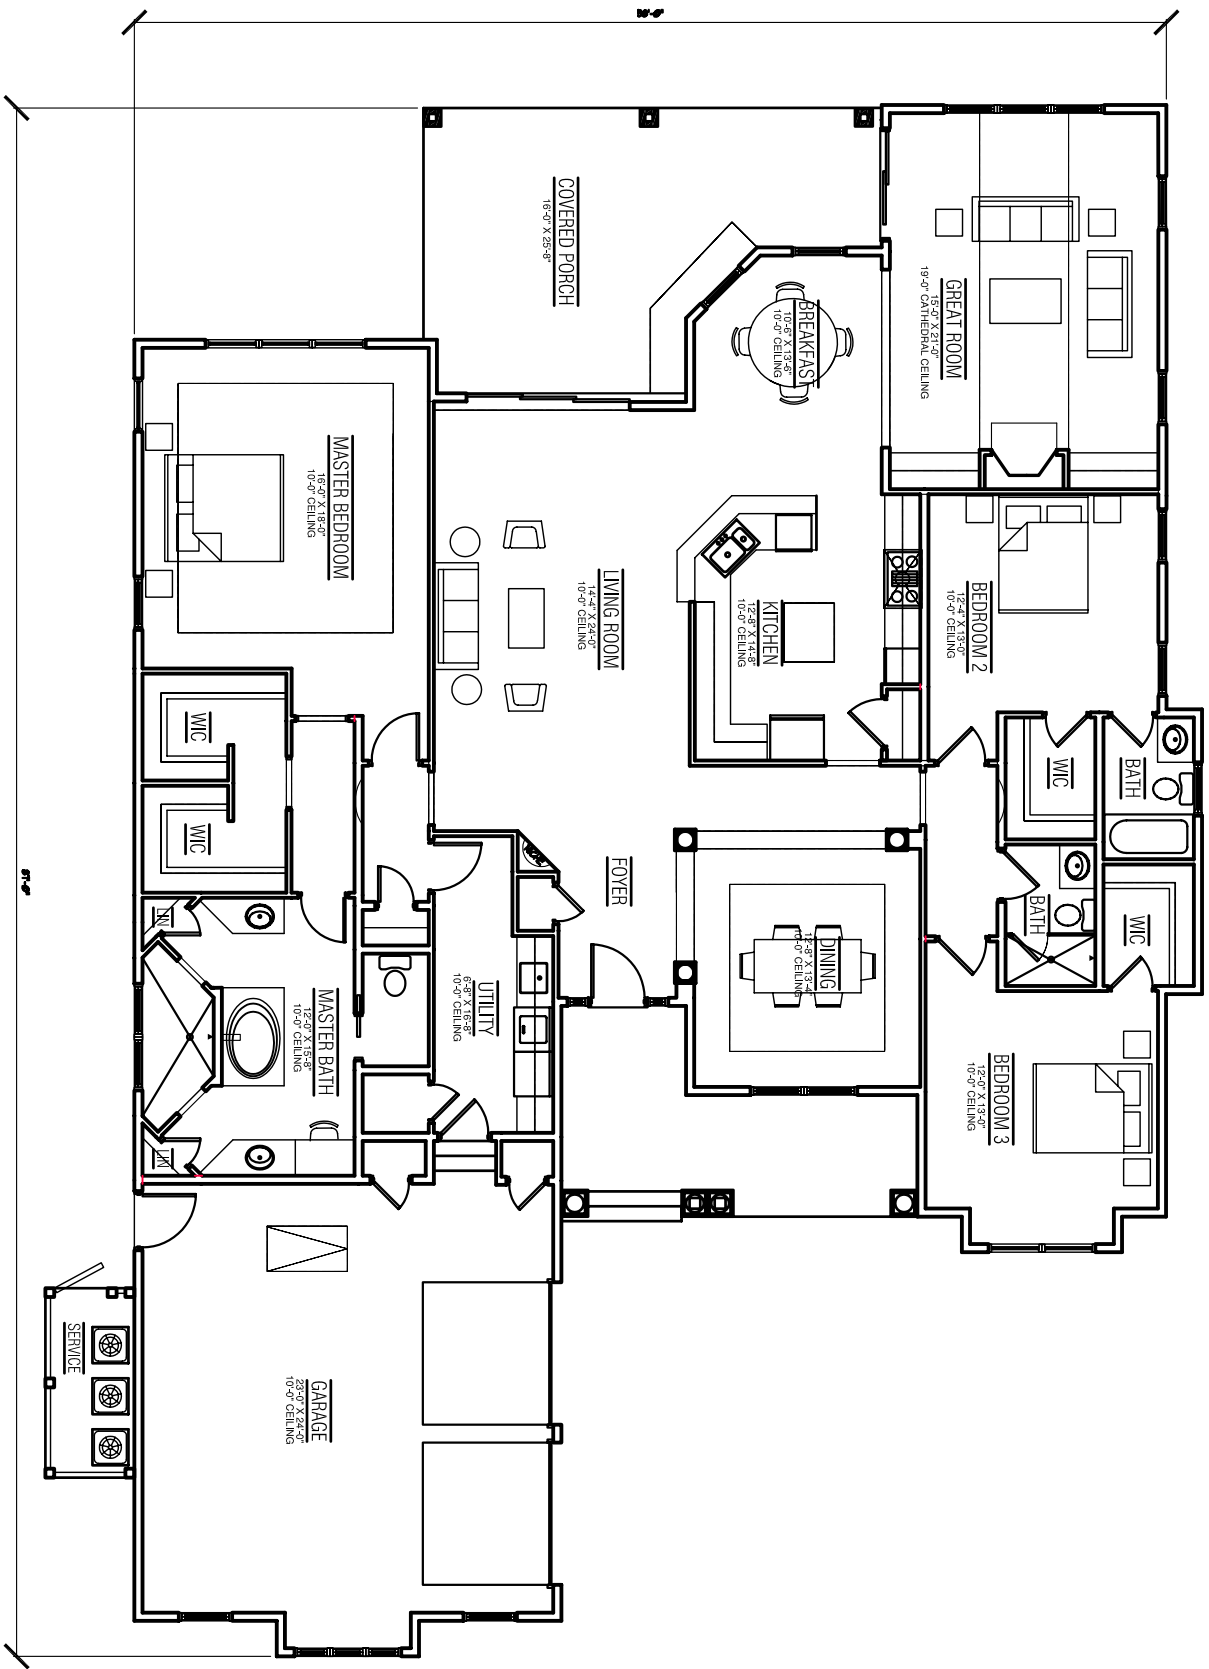 BATH
WIC
WIC
BATH
BEDROOM 3
12'-0" X 13'-0"
10'-0" CEILING
GREAT ROOM
15'-0" X 21'-0"
19'-0" CATHEDRAL CEILING
BEDROOM 2
12'-4" X 13'-0"
10'-0" CEILING
BREAKFAST
10'-6" X 13'-6"
10'-0" CEILING
KITCHEN
12'-8" X 14'-8"
10'-0" CEILING
DINING
12'-8" X 13'-4"
10'-0" CEILING
COVERED PORCH
16'-0" X 25'-8"
LIVING ROOM
14'-4" X 24'-0"
10'-0" CEILING
FOYER
UTILITY
6'-8" X 16'-8"
10'-0" CEILING
MASTER BEDROOM
16'-0" X 18'-0"
10'-0" CEILING
MASTER BATH
12'-0" X 15'-8"
10'-0" CEILING
GARAGE
23'-0" X 24'-0"
10'-0" CEILING
WIC
WIC
LIN
LIN
SERVICE